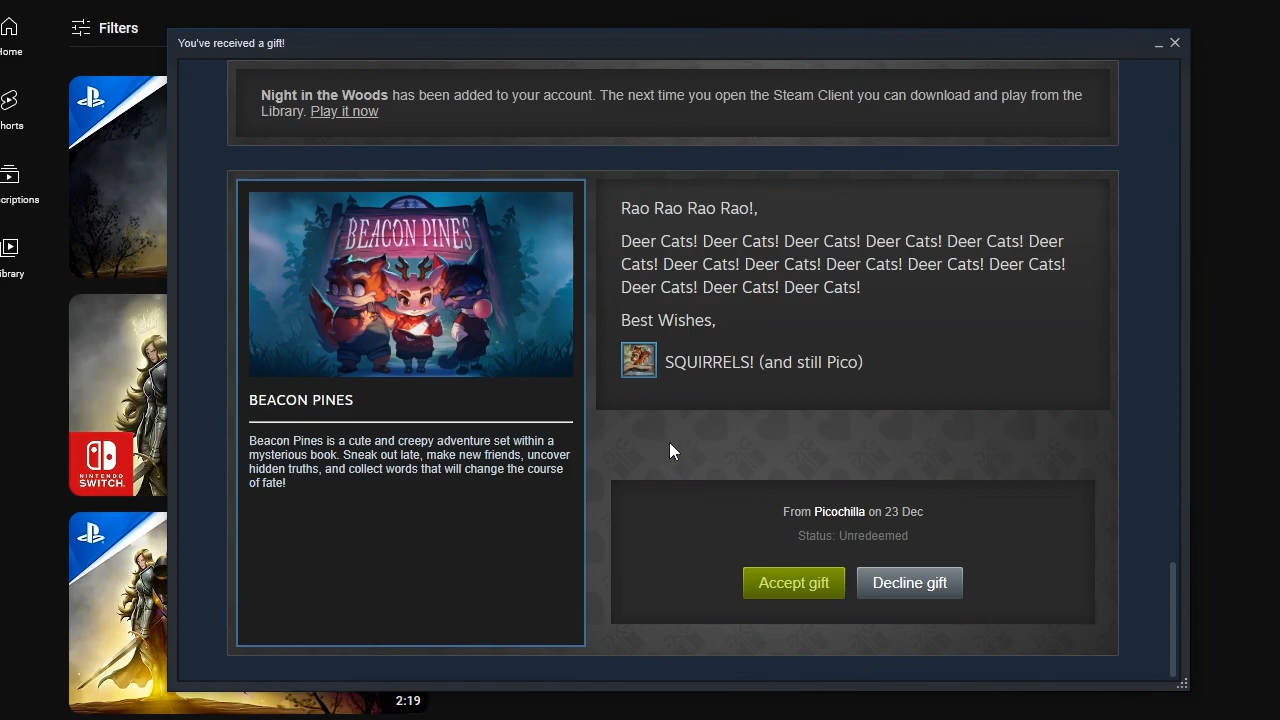 Filters
You've received a gift!
Home
Night in the Woods has been added to your account. The next time you open the Steam Client you can download and play from the
Library. Play it now
BEACON PINES
Rao Rao Rao Rao!,
Deer Cats! Deer Cats! Deer Cats! Deer Cats! Deer Cats! Deer
Cats! Deer Cats! Deer Cats! Deer Cats! Deer Cats! Deer Cats!
Deer Cats! Deer Cats! Deer Cats!
Best Wishes,
SQUIRRELS! (and still Pico)
horts
criptions
ibrary
BEACON PINES
Beacon Pines is a cute and creepy adventure set within a
mysterious book. Sneak out late, make new friends, uncover
hidden truths, and collect words that will change the course
of fate!
NINTENDO
SWITCH
From Picochilla on 23 Dec
Status: Unredeemed
Accept gift
Decline gift
2:19